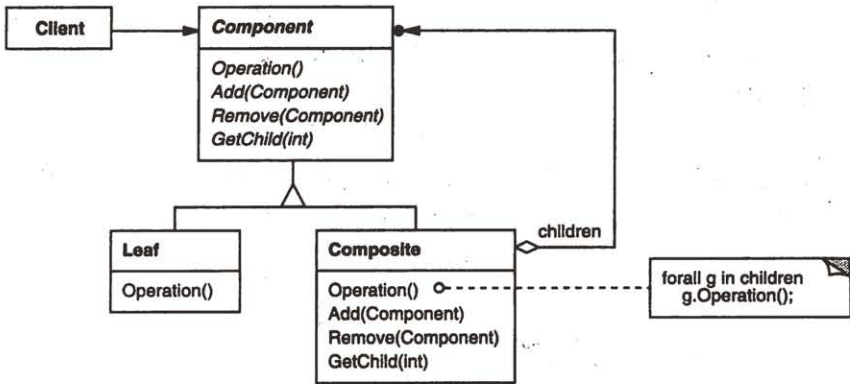 Client
Component
Operation()
Add(Component)
Remove(Component)
GetChild(int)
Leaf
Operation()
Composite
Operation()
Add(Component)
Remove(Component)
GetChild(int)
children
forall g in children
g.Operation();